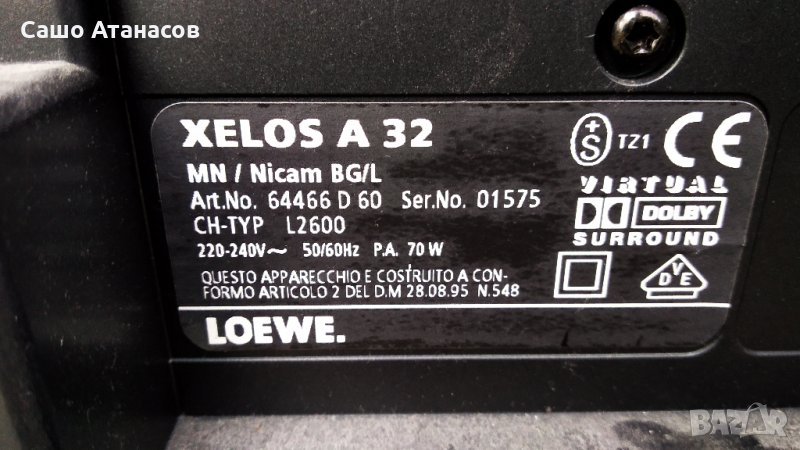 Сашо Атанасов
XELOS A 32
MN / Nicam BG/L
Art.No. 64466 D 60 Ser.No. 01575
CH-TYP L2600
220-240V~ 50/60Hz P.A. 70 W
QUESTO APPARECCHIO E COSTRUITO A CON-
FORMO ARTICOLO 2 DEL D.M 28.08.95 N.548
LOEWE.
+
S TZ1 CE
VIRTUAL
DOLBY
SURROUND
D V E
BAZAR